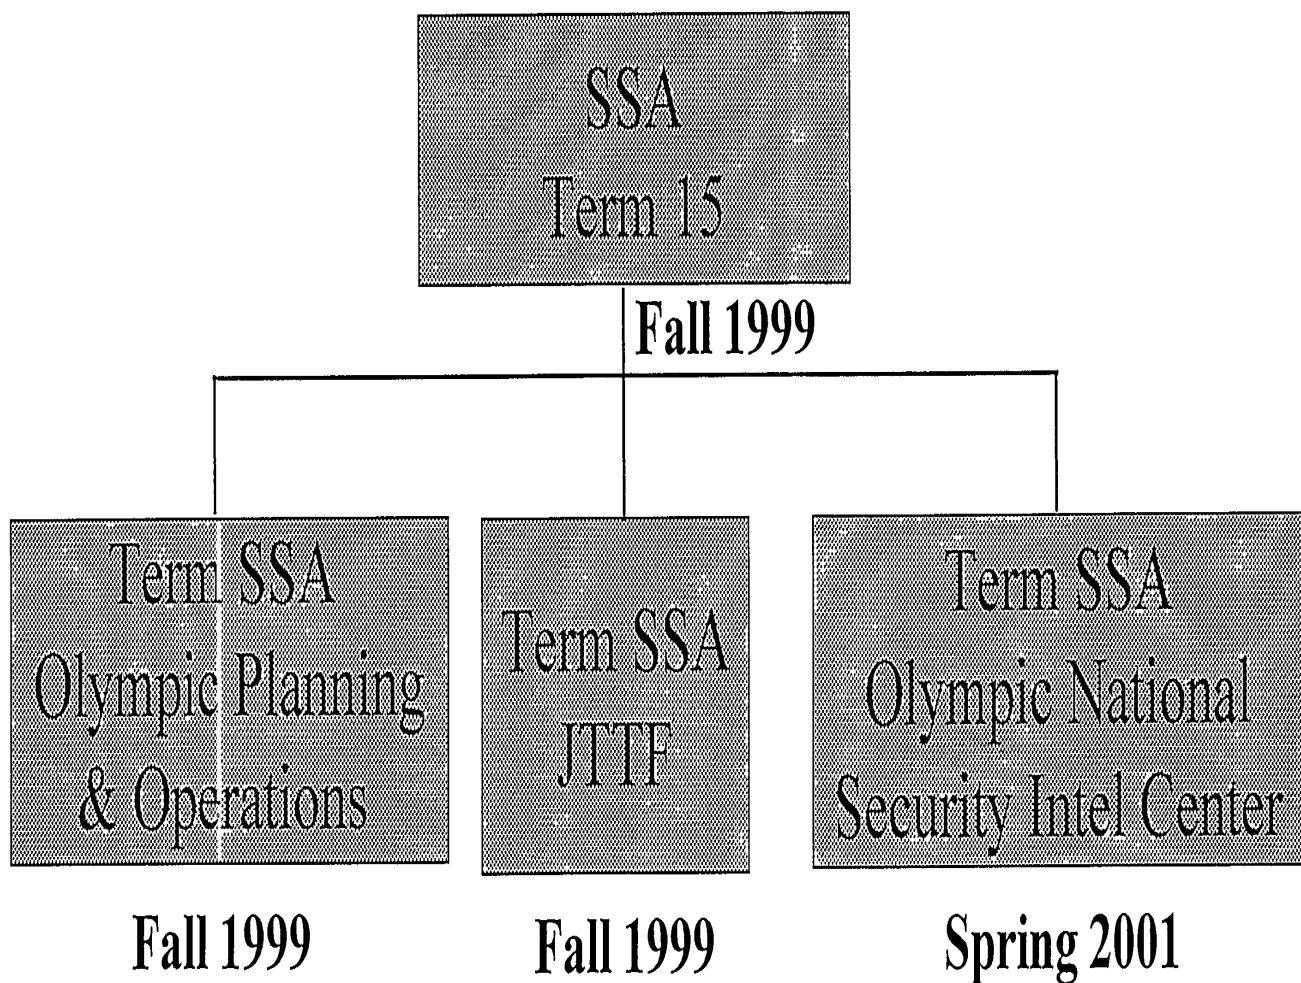 SSA
Term 15
Fall 1999
Term SSA
Olympic Planning
& Operations
Fall 1999
Term SSA
JTTF
Fall 1999
Term SSA
Olympic National
Security Intel Center
Spring 2001